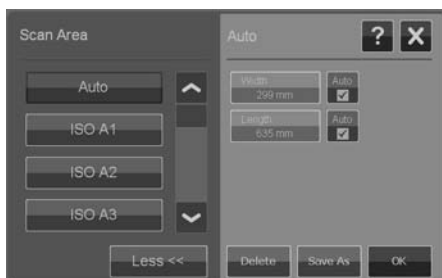 Scan Area
Auto
ISO A1
ISO A2
ISO A3
Less <<
Auto
? X
Width
299 mm
Auto
Length
635 mm
Auto
Delete
Save As
OK